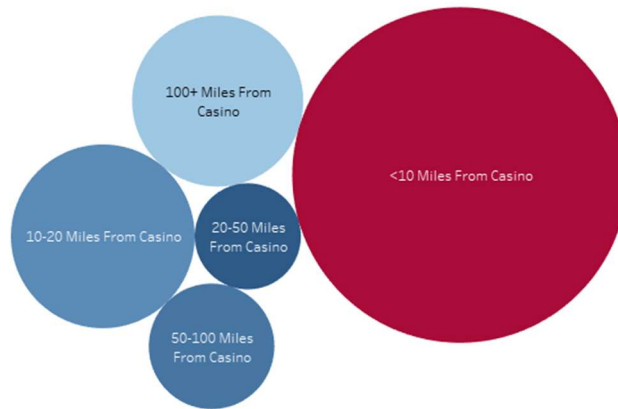 100+ Miles From
Casino
<10 Miles From Casino
10-20 Miles From Casino
20-50 Miles
From Casino
50-100 Miles
From Casino